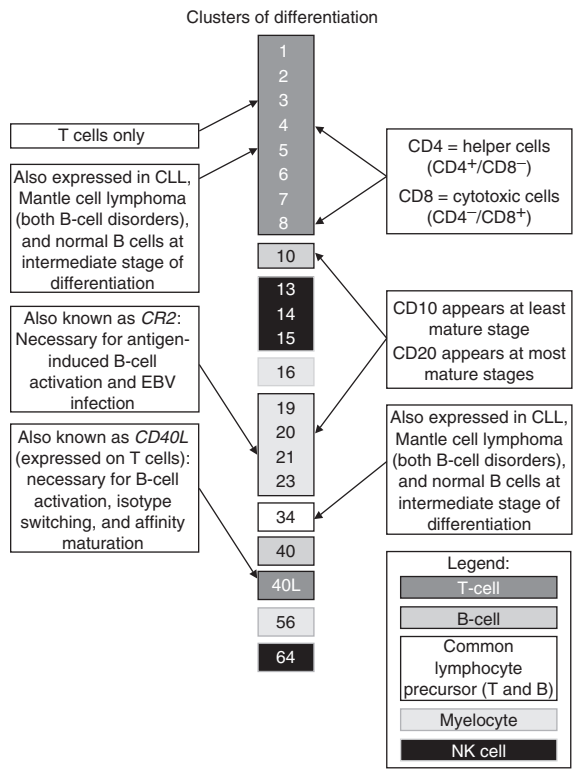 Clusters of differentiation
1
2
3
4
5
6
7
8
10
13
14
15
16
19
20
21
23
34
40
40L
56
64
T cells only
Also expressed in CLL,
Mantle cell lymphoma
(both B-cell disorders),
and normal B cells at
intermediate stage of
differentiation
Also known as CR2:
Necessary for antigen-
induced B-cell
activation and EBV
infection
Also known as CD40L
(expressed on T cells):
necessary for B-cell
activation, isotype
switching, and affinity
maturation
CD4 = helper cells
(CD4⁺/CD8⁻)
CD8 = cytotoxic cells
(CD4⁻/CD8⁺)
CD10 appears at least
mature stage
CD20 appears at most
mature stages
Also expressed in CLL,
Mantle cell lymphoma
(both B-cell disorders),
and normal B cells at
intermediate stage of
differentiation
Legend:
T-cell
B-cell
Common
lymphocyte
precursor (T and B)
Myelocyte
NK cell